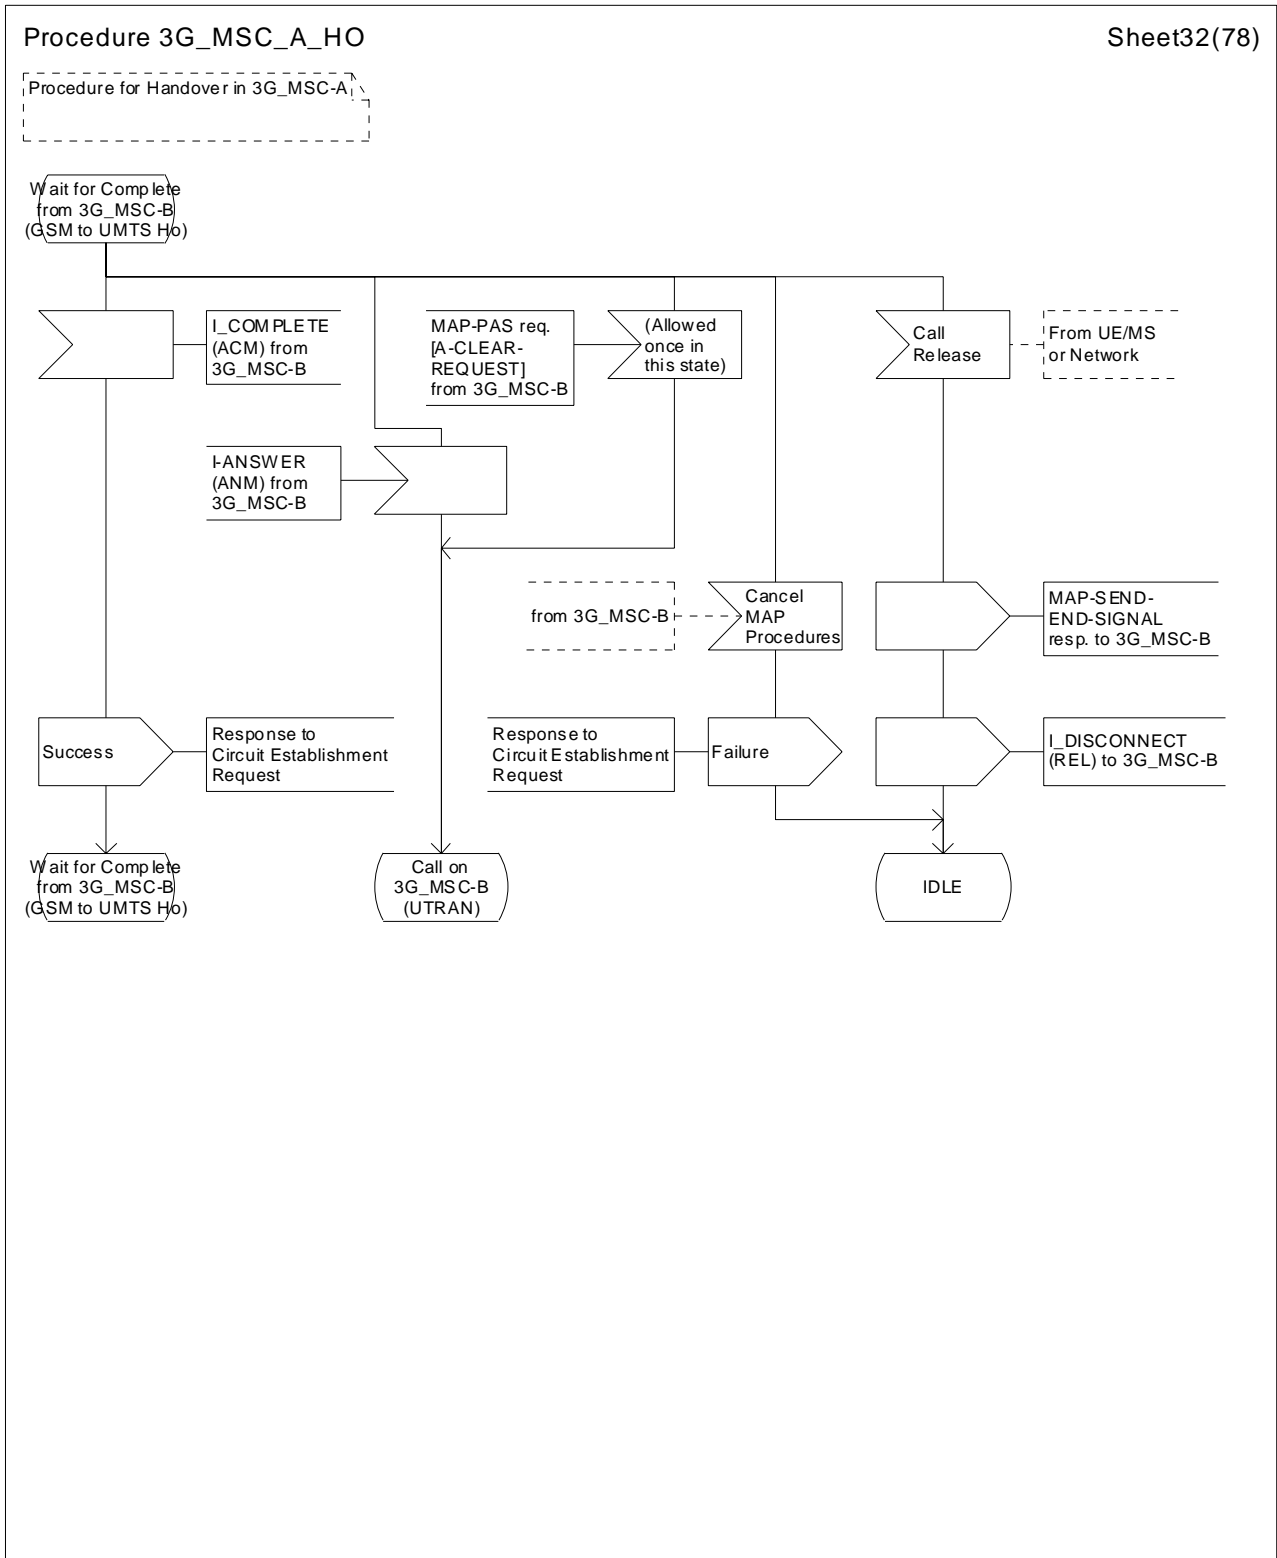 Procedure 3G_MSC_A_HO
Sheet32(78)
Procedure for Handover in 3G_MSC-A
Wait for Complete
from 3G_MSC-B
(GSM to UMTS Ho)
I_COMPLETE
(ACM) from
3G_MSC-B
MAP-PAS req.
[A-CLEAR-
REQUEST]
from 3G_MSC-B
(Allowed
once in
this state)
Call
Release
From UE/MS
or Network
I-ANSWER
(ANM) from
3G_MSC-B
from 3G_MSC-B
Cancel
MAP
Procedures
MAP-SEND-
END-SIGNAL
resp. to 3G_MSC-B
Success
Response to
Circuit Establishment
Request
Response to
Circuit Establishment
Request
Failure
I_DISCONNECT
(REL) to 3G_MSC-B
Wait for Complete
from 3G_MSC-B
(GSM to UMTS Ho)
Call on
3G_MSC-B
(UTRAN)
IDLE